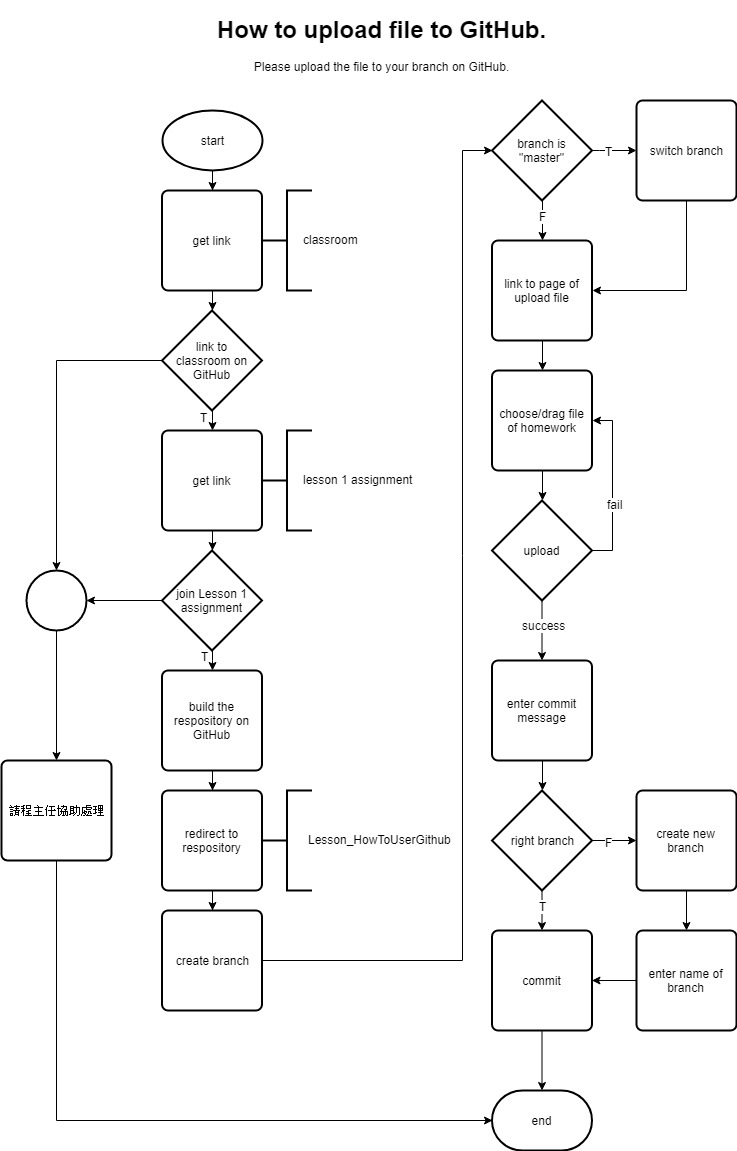 How to upload file to GitHub.
Please upload the file to your branch on GitHub.
start
get link
classroom
link to
classroom on
GitHub
T
get link
lesson 1 assignment
join Lesson 1
assignment
T
build the
respository on
GitHub
請程主任協助處理
redirect to
respository
Lesson_HowToUserGithub
create branch
branch is
"master"
T
switch branch
F
link to page of
upload file
choose/drag file
of homework
fail
upload
success
enter commit
message
right branch
F
create new
branch
T
commit
enter name of
branch
end